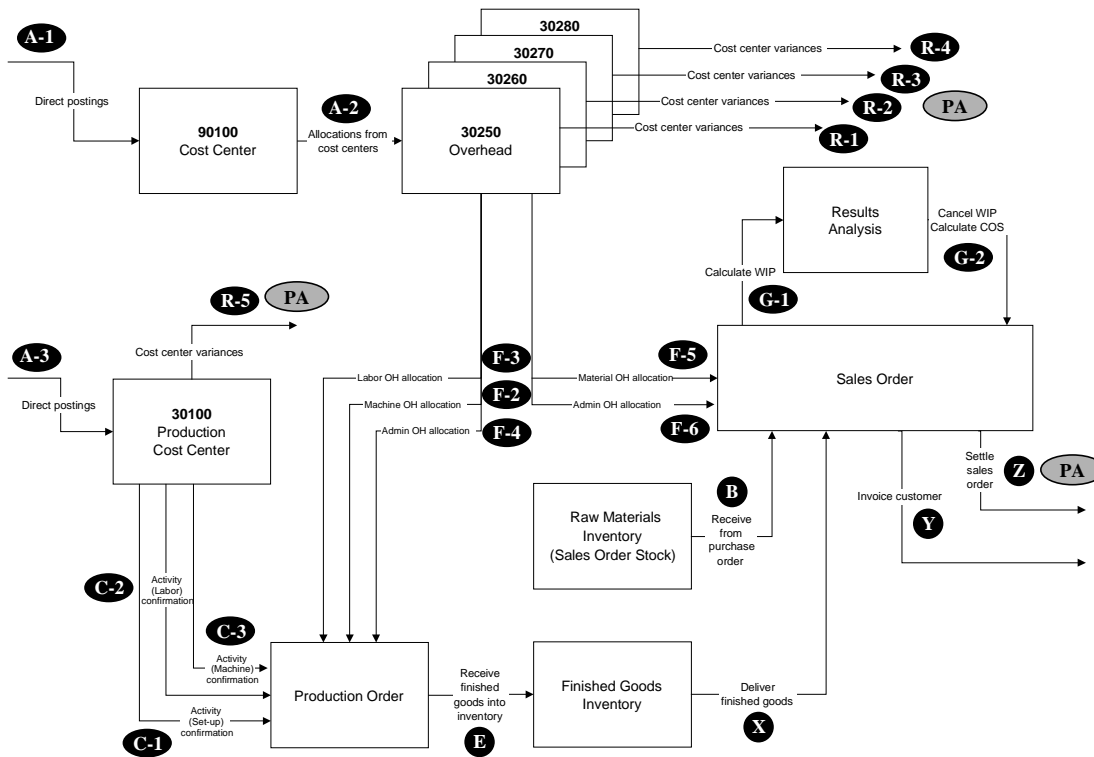 30280
A-1
Cost center variances
R-4
30270
Cost center variances
R-3
30260
A-2
Cost center variances
R-2
PA
Direct postings
90100
Cost Center
Allocations from
cost centers
30250
Overhead
Cost center variances
R-1
Results
Analysis
Cancel WIP
Calculate COS
G-2
Calculate WIP
G-1
R-5
PA
Cost center variances
A-3
Direct postings
30100
Production
Cost Center
F-3
Labor OH allocation
F-2
Machine OH allocation
F-4
Admin OH allocation
F-5
Material OH allocation
Admin OH allocation
F-6
Sales Order
Settle
sales
order
Z
PA
Invoice customer
Y
Raw Materials
Inventory
(Sales Order Stock)
B
Receive
from
purchase
order
C-2
Activity
(Labor)
confirmation
C-3
Activity
(Machine)
confirmation
Activity
(Set-up)
confirmation
C-1
Production Order
Receive
finished
goods into
inventory
E
Finished Goods
Inventory
Deliver
finished goods
X